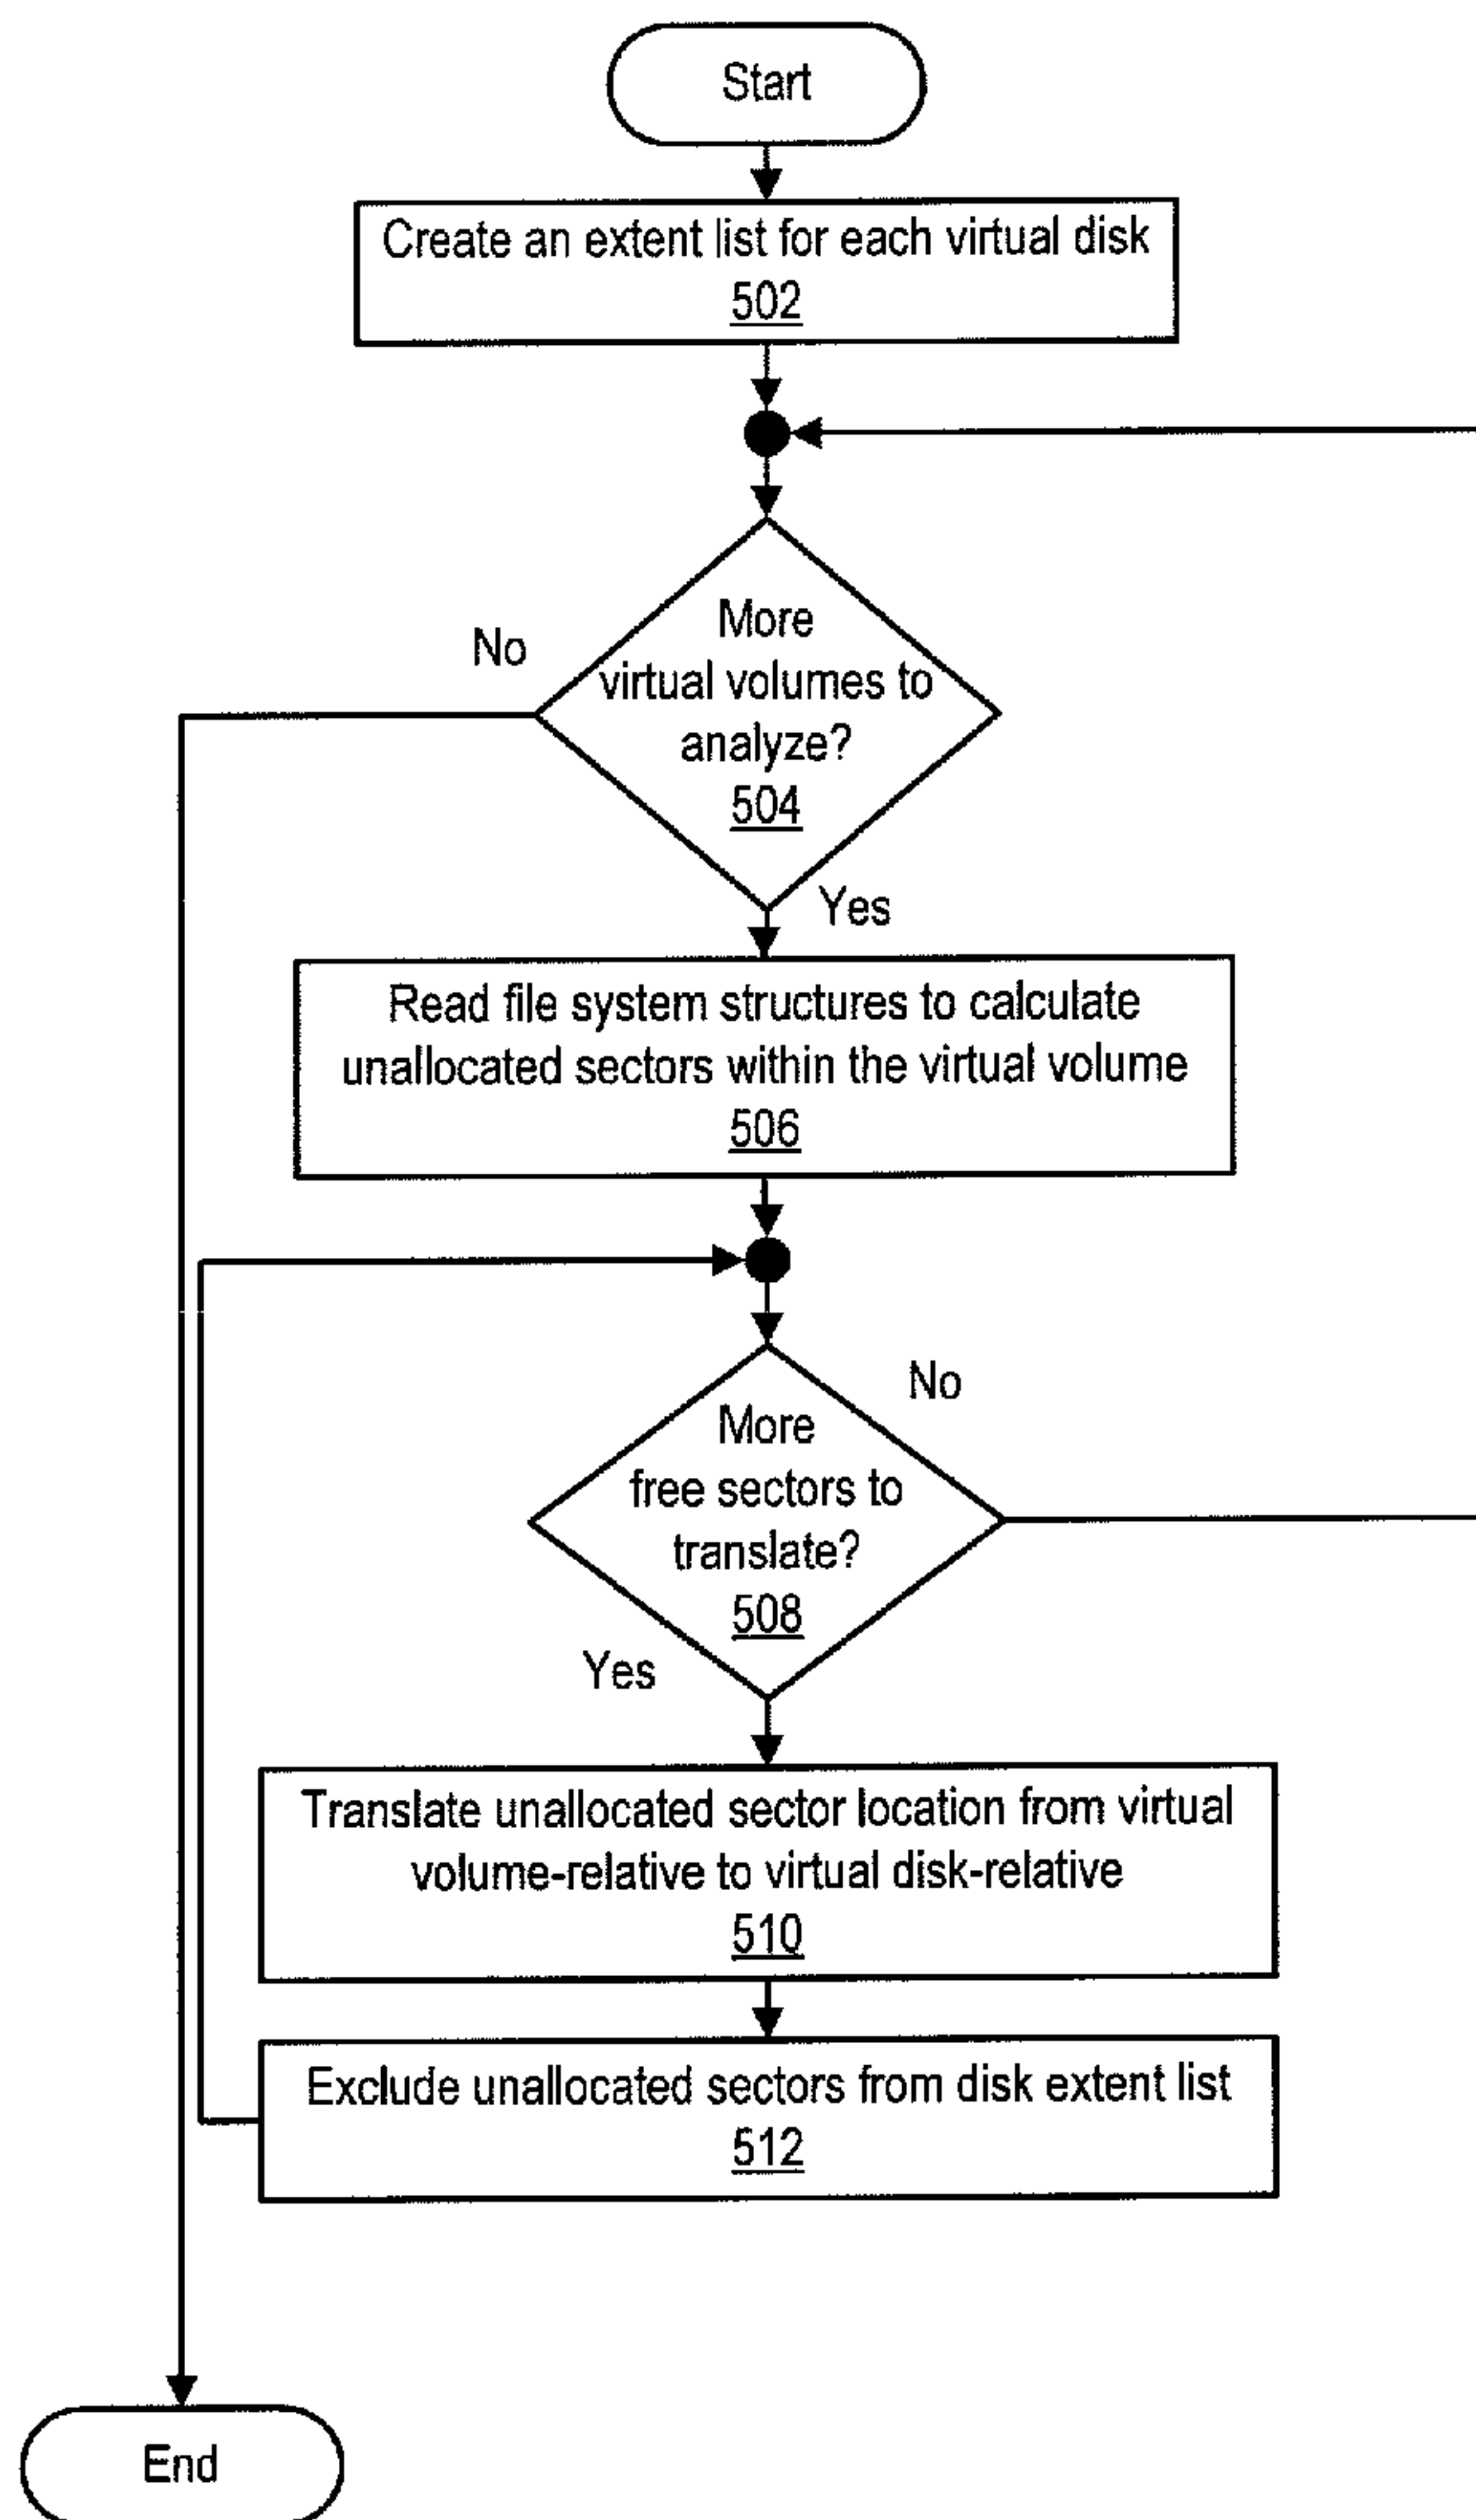 Start
Create an extent list for each virtual disk
502
No
More
virtual volumes to
analyze?
504
Yes
Read file system structures to calculate
unallocated sectors within the virtual volume
506
No
More
free sectors to
translate?
508
Yes
Translate unallocated sector location from virtual
volume-relative to virtual disk-relative
510
Exclude unallocated sectors from disk extent list
512
End